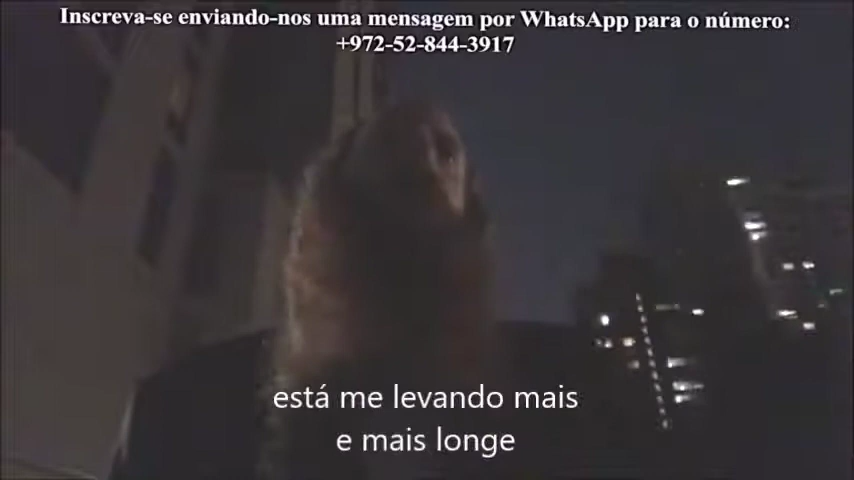 Inscreva-se enviando-nos uma mensagem por WhatsApp para o número:
+972-52-844-3917
está me levando mais
e mais longe